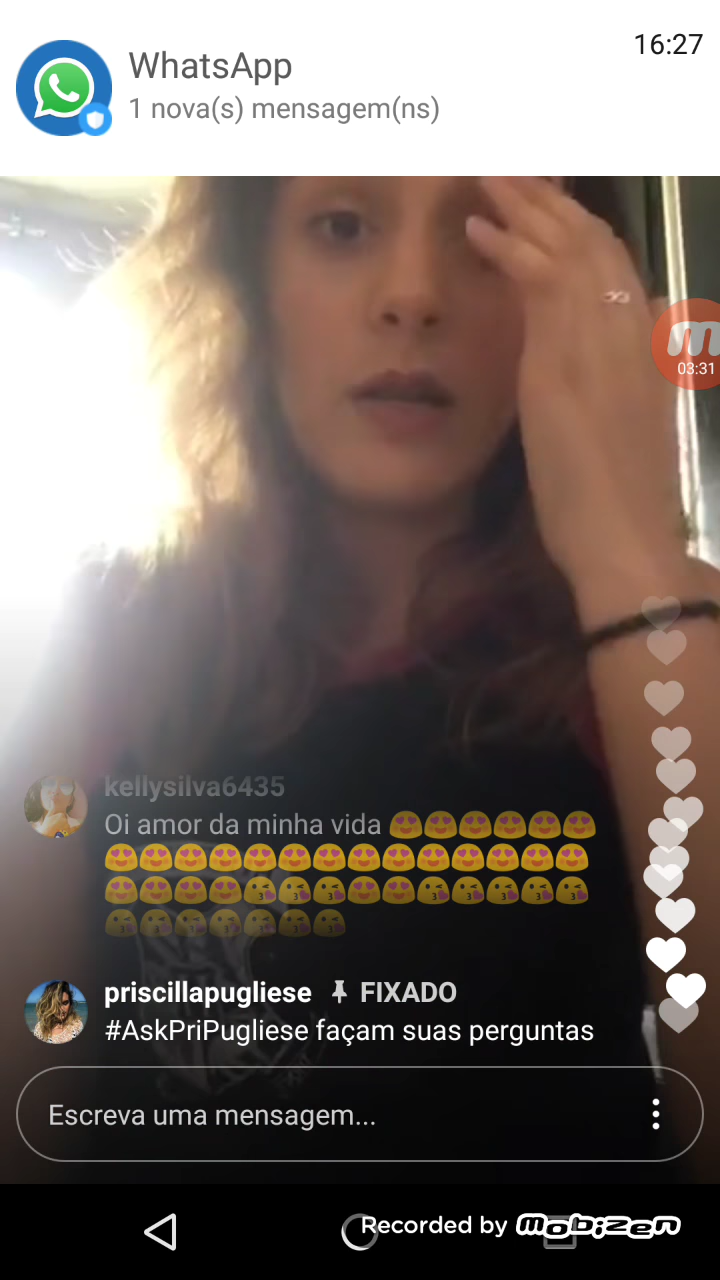 16:27
WhatsApp
1 nova(s) mensagem(ns)
03:31
kellysilva6435
Oi amor da minha vida 😍😍😍😍😍😍
😍😍😍😍😍😍😍😍😍😍😍😍😍😍
😍😍😍😍😘😘😘😍😍😘😘😘😘😘
😘😘😘😘😘😘😘
priscillapugliese 📌 FIXADO
#AskPriPugliese façam suas perguntas
Escreva uma mensagem...
Recorded by mobizen